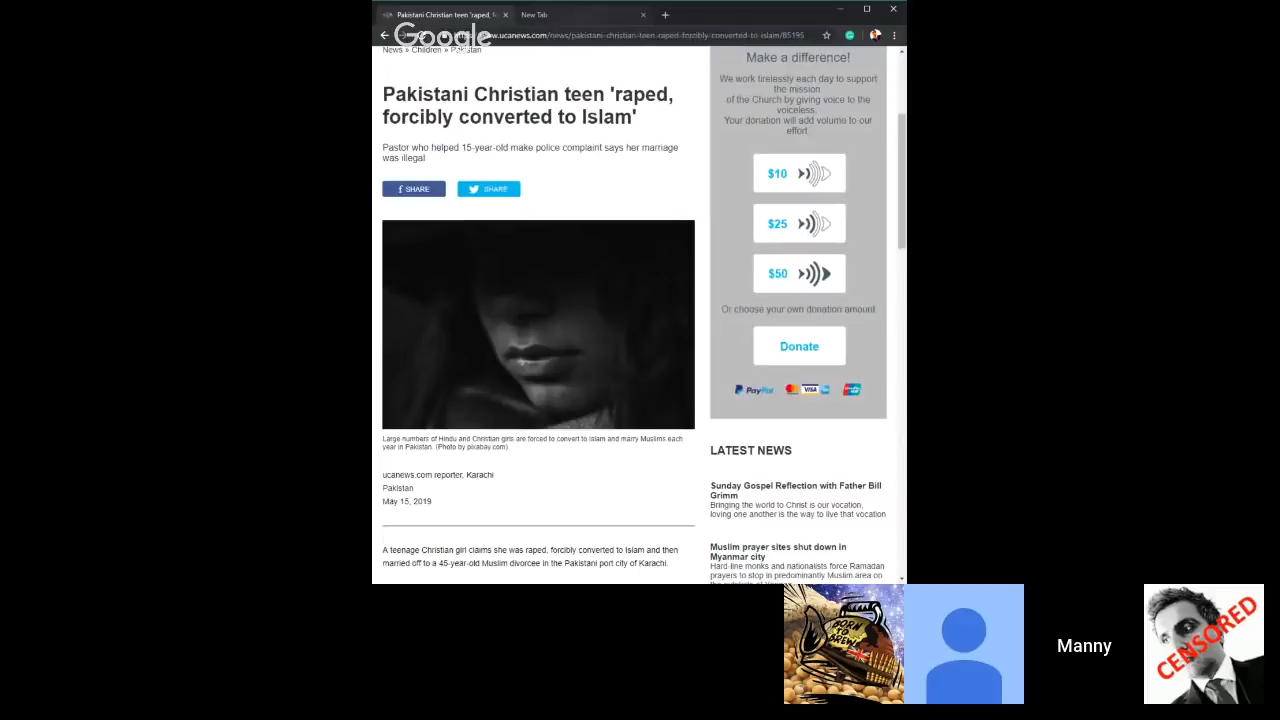 Pakistani Christian teen 'raped, f
New Tab
Google
www.ucanews.com/news/pakistani-christian-teen-raped-forcibly-converted-to-islam/85195
News » Children » Pakistan
Pakistani Christian teen 'raped,
forcibly converted to Islam'
Pastor who helped 15-year-old make police complaint says her marriage
was illegal
f SHARE
SHARE
Large numbers of Hindu and Christian girls are forced to convert to Islam and marry Muslims each
year in Pakistan. (Photo by pixabay.com)
ucanews.com reporter, Karachi
Pakistan
May 15, 2019
A teenage Christian girl claims she was raped, forcibly converted to Islam and then
married off to a 45-year-old Muslim divorcee in the Pakistani port city of Karachi.
Make a difference!
We work tirelessly each day to support
the mission
of the Church by giving voice to the
voiceless.
Your donation will add volume to our
effort
$10
$25
$50
Or choose your own donation amount
Donate
PayPal
VISA
LATEST NEWS
Sunday Gospel Reflection with Father Bill
Grimm
Bringing the world to Christ is our vocation,
loving one another is the way to live that vocation
Muslim prayer sites shut down in
Myanmar city
Hard-line monks and nationalists force Ramadan
prayers to stop in predominantly Muslim area on
BORN
TO
BREW
Manny
CENSORED